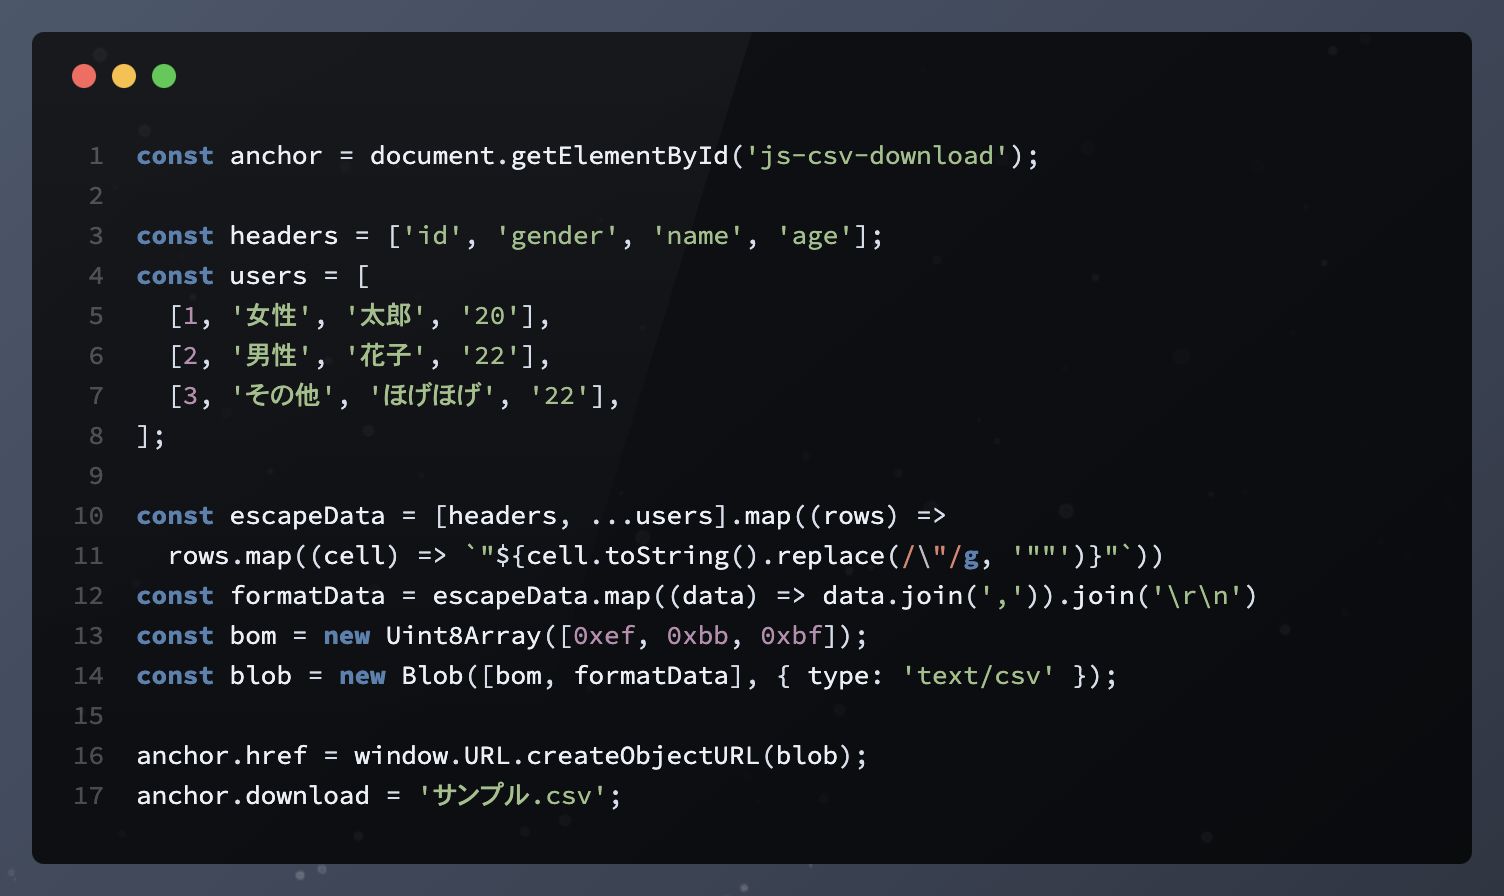 1 const anchor = document.getElementById('js-csv-download');
2
3 const headers = ['id', 'gender', 'name', 'age'];
4 const users = [
5   [1, '女性', '太郎', '20'],
6   [2, '男性', '花子', '22'],
7   [3, 'その他', 'ほげほげ', '22'],
8 ];
9
10 const escapeData = [headers, ...users].map((rows) =>
11   rows.map((cell) => `"${cell.toString().replace(/\"/g, '""')}"`))
12 const formatData = escapeData.map((data) => data.join(',')).join('\r\n')
13 const bom = new Uint8Array([0xef, 0xbb, 0xbf]);
14 const blob = new Blob([bom, formatData], { type: 'text/csv' });
15
16 anchor.href = window.URL.createObjectURL(blob);
17 anchor.download = 'サンプル.csv';